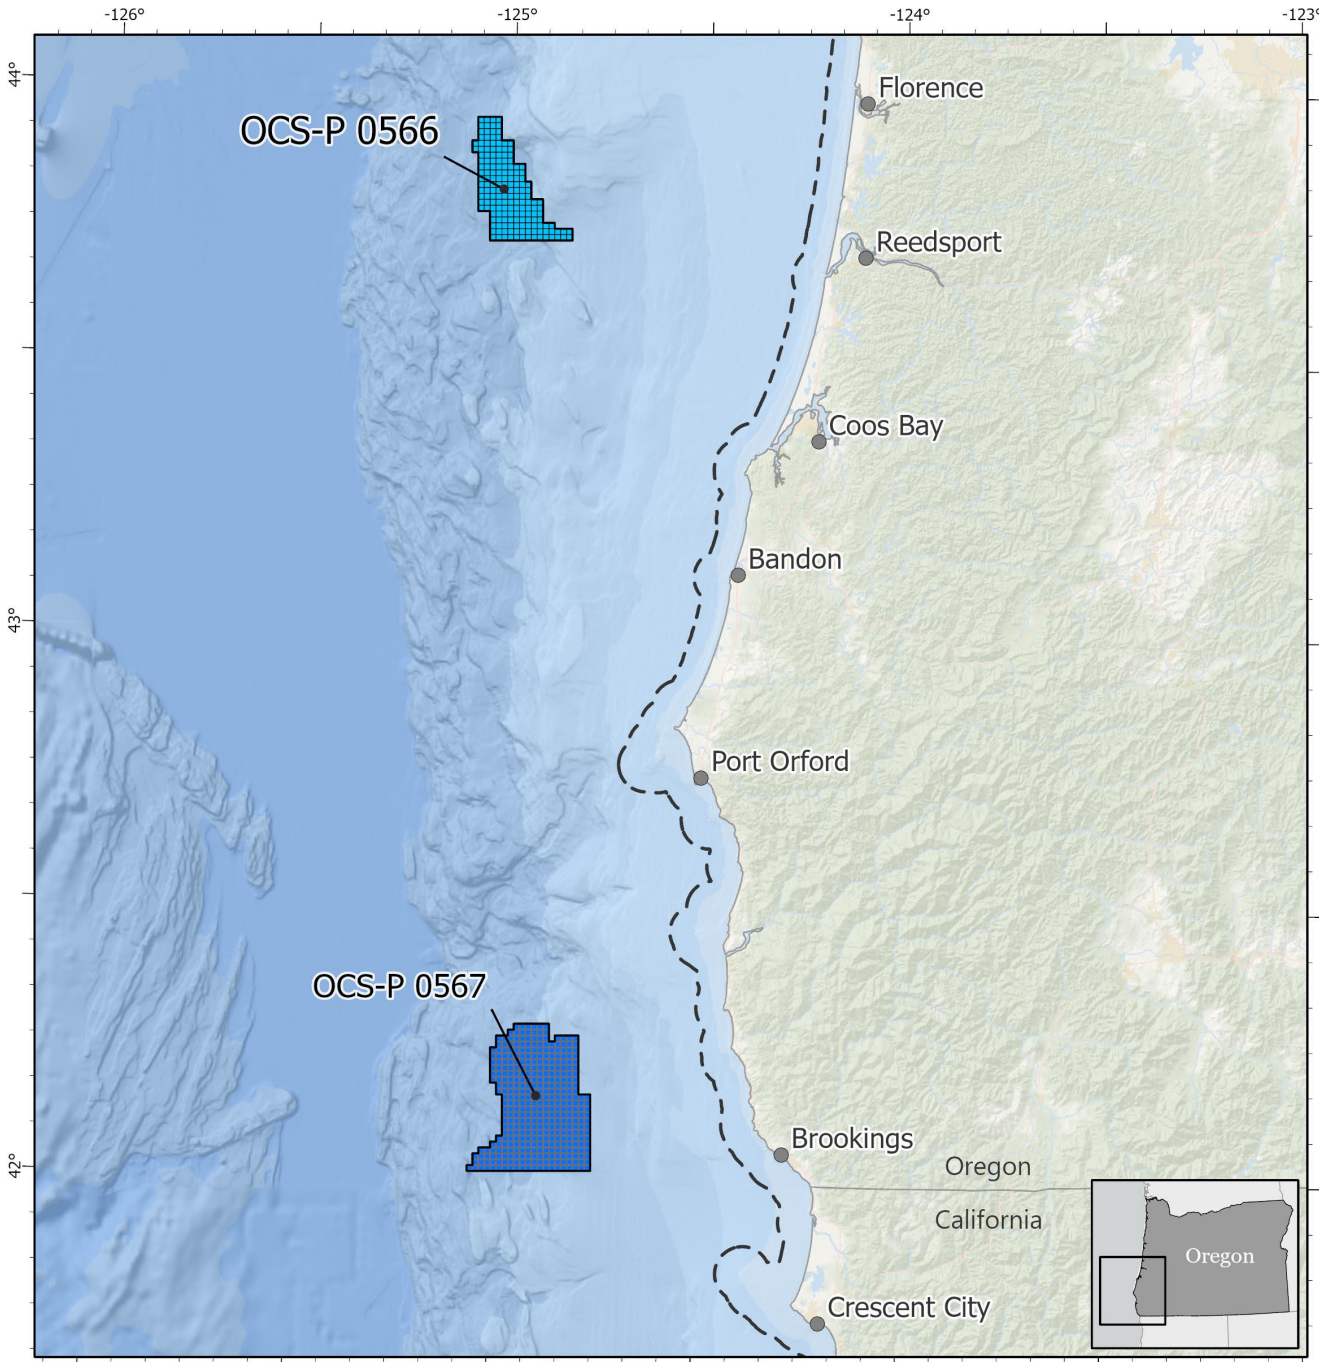 -126°
-125°
-124°
-123°
44°
Florence
OCS-P 0566
Reedsport
Coos Bay
Bandon
43°
Port Orford
OCS-P 0567
Brookings
Oregon
42°
California
Oregon
Crescent City